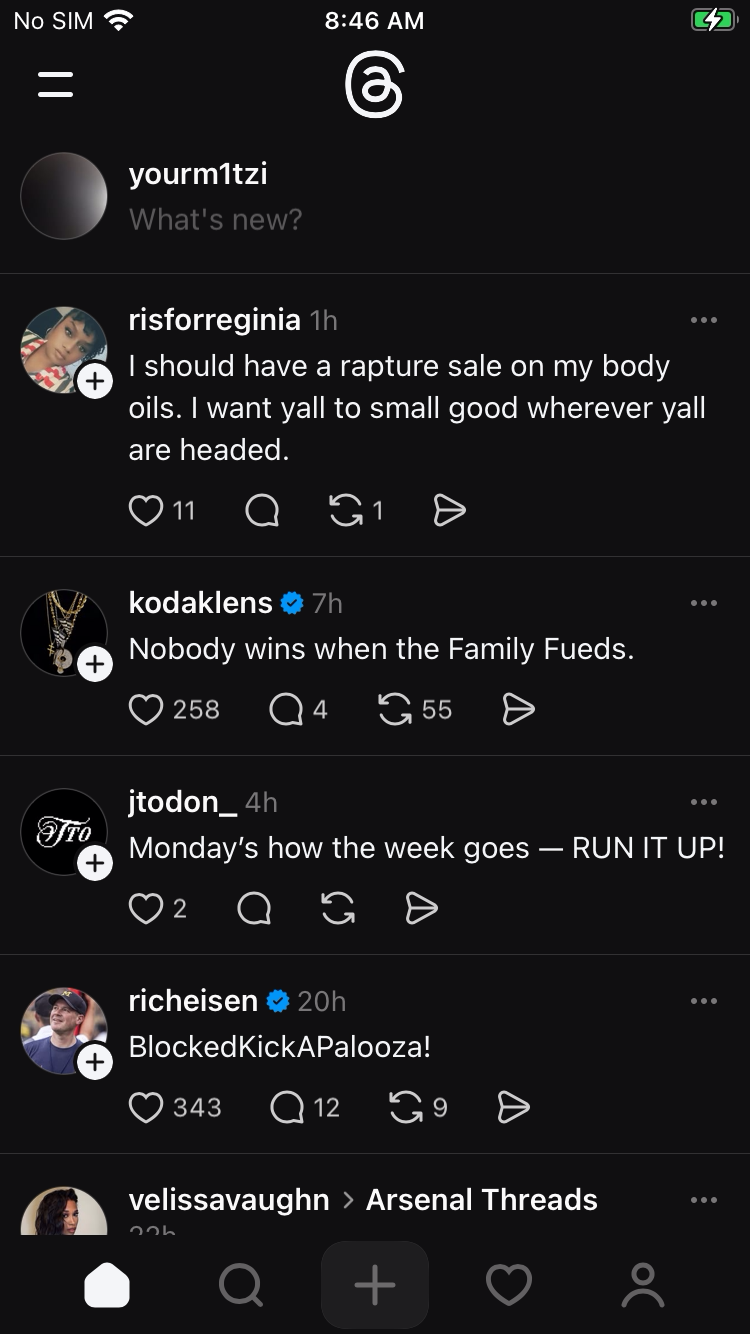 No SIM 8:46 AM
yourm1tzi
What's new?
risforreginia 1h
I should have a rapture sale on my body
oils. I want yall to small good wherever yall
are headed.
11 1
kodaklens 7h
Nobody wins when the Family Fueds.
258 4 55
JTO
jtodon_ 4h
Monday’s how the week goes — RUN IT UP!
2
richeisen 20h
BlockedKickAPalooza!
343 12 9
velissavaughn > Arsenal Threads
22h